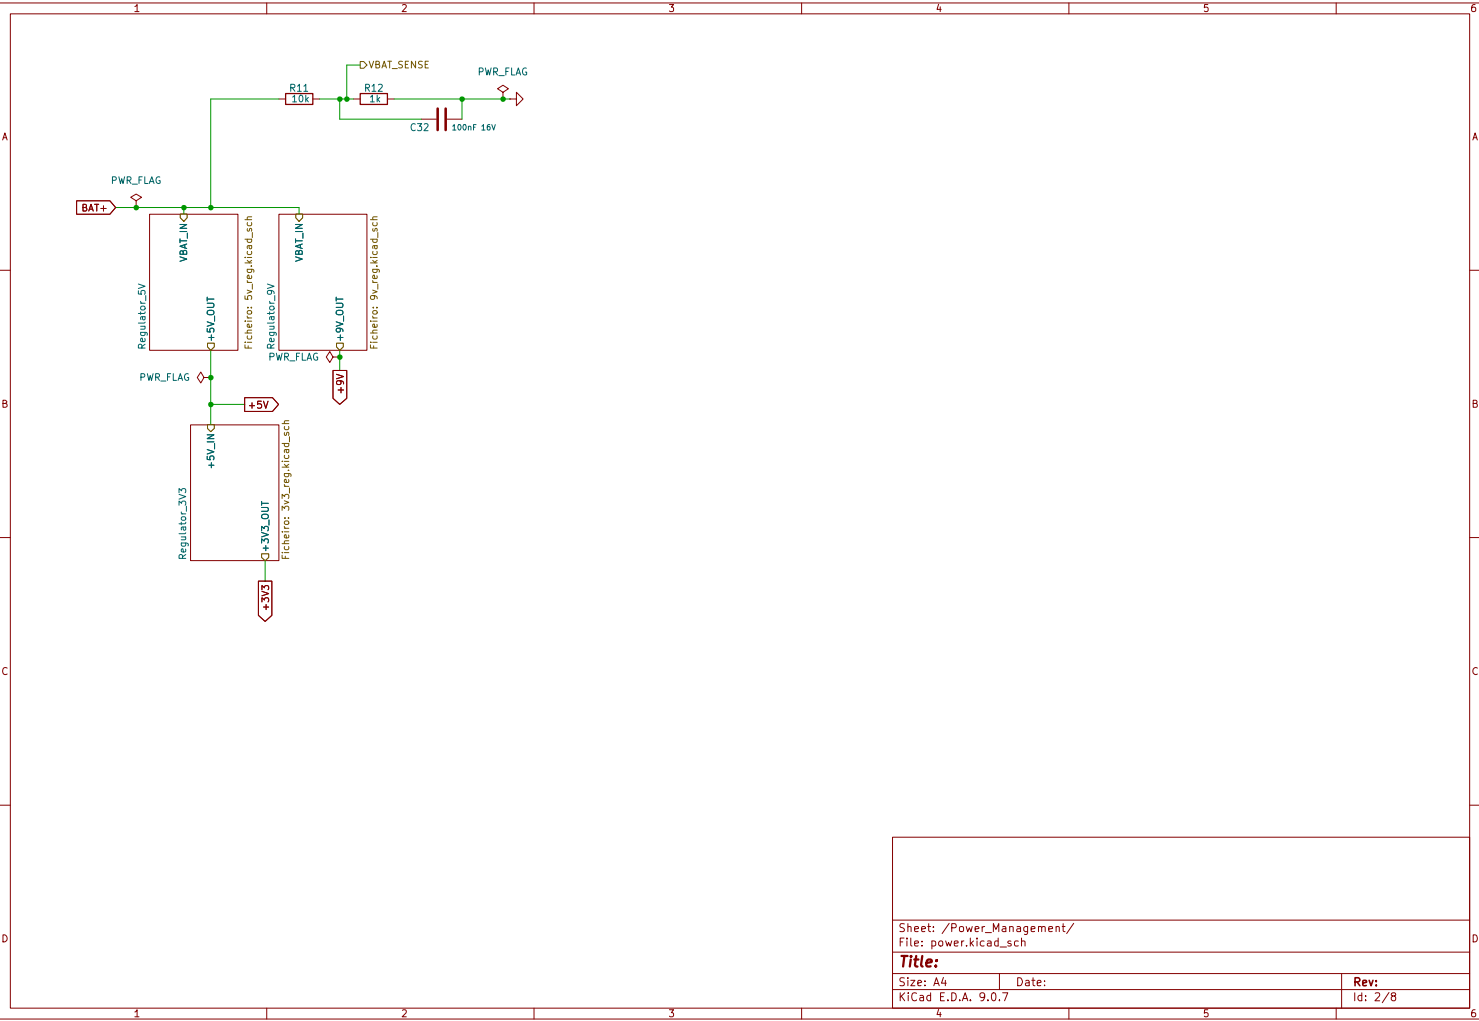 1 2 3 4 5 6
VBAT_SENSE
PWR_FLAG
R11 R12
10k 1k
C32 100nF 16V
A A
PWR_FLAG
BAT+
VBAT_IN
+5V_OUT
Regulator_5V
Ficheiro: 5v_reg.kicad_sch
VBAT_IN
+9V_OUT
Regulator_9V
Ficheiro: 9v_reg.kicad_sch
PWR_FLAG
PWR_FLAG
+9V
B B
+5V
+5V_IN
+3V3_OUT
Regulator_3V3
Ficheiro: 3v3_reg.kicad_sch
+3V3
C C
Sheet: /Power_Management/
File: power.kicad_sch
D D
Title:
Size: A4 Date: Rev:
KiCad E.D.A. 9.0.7 Id: 2/8
1 2 3 4 5 6